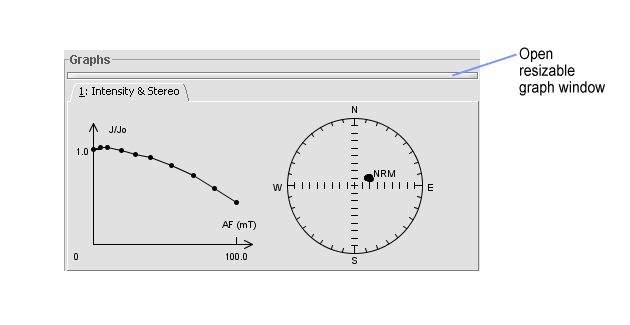 Graphs
Open
resizable
graph window
1: Intensity & Stereo
J/Jo
1.0
AF (mT)
0
100.0
N
NRM
W
E
S